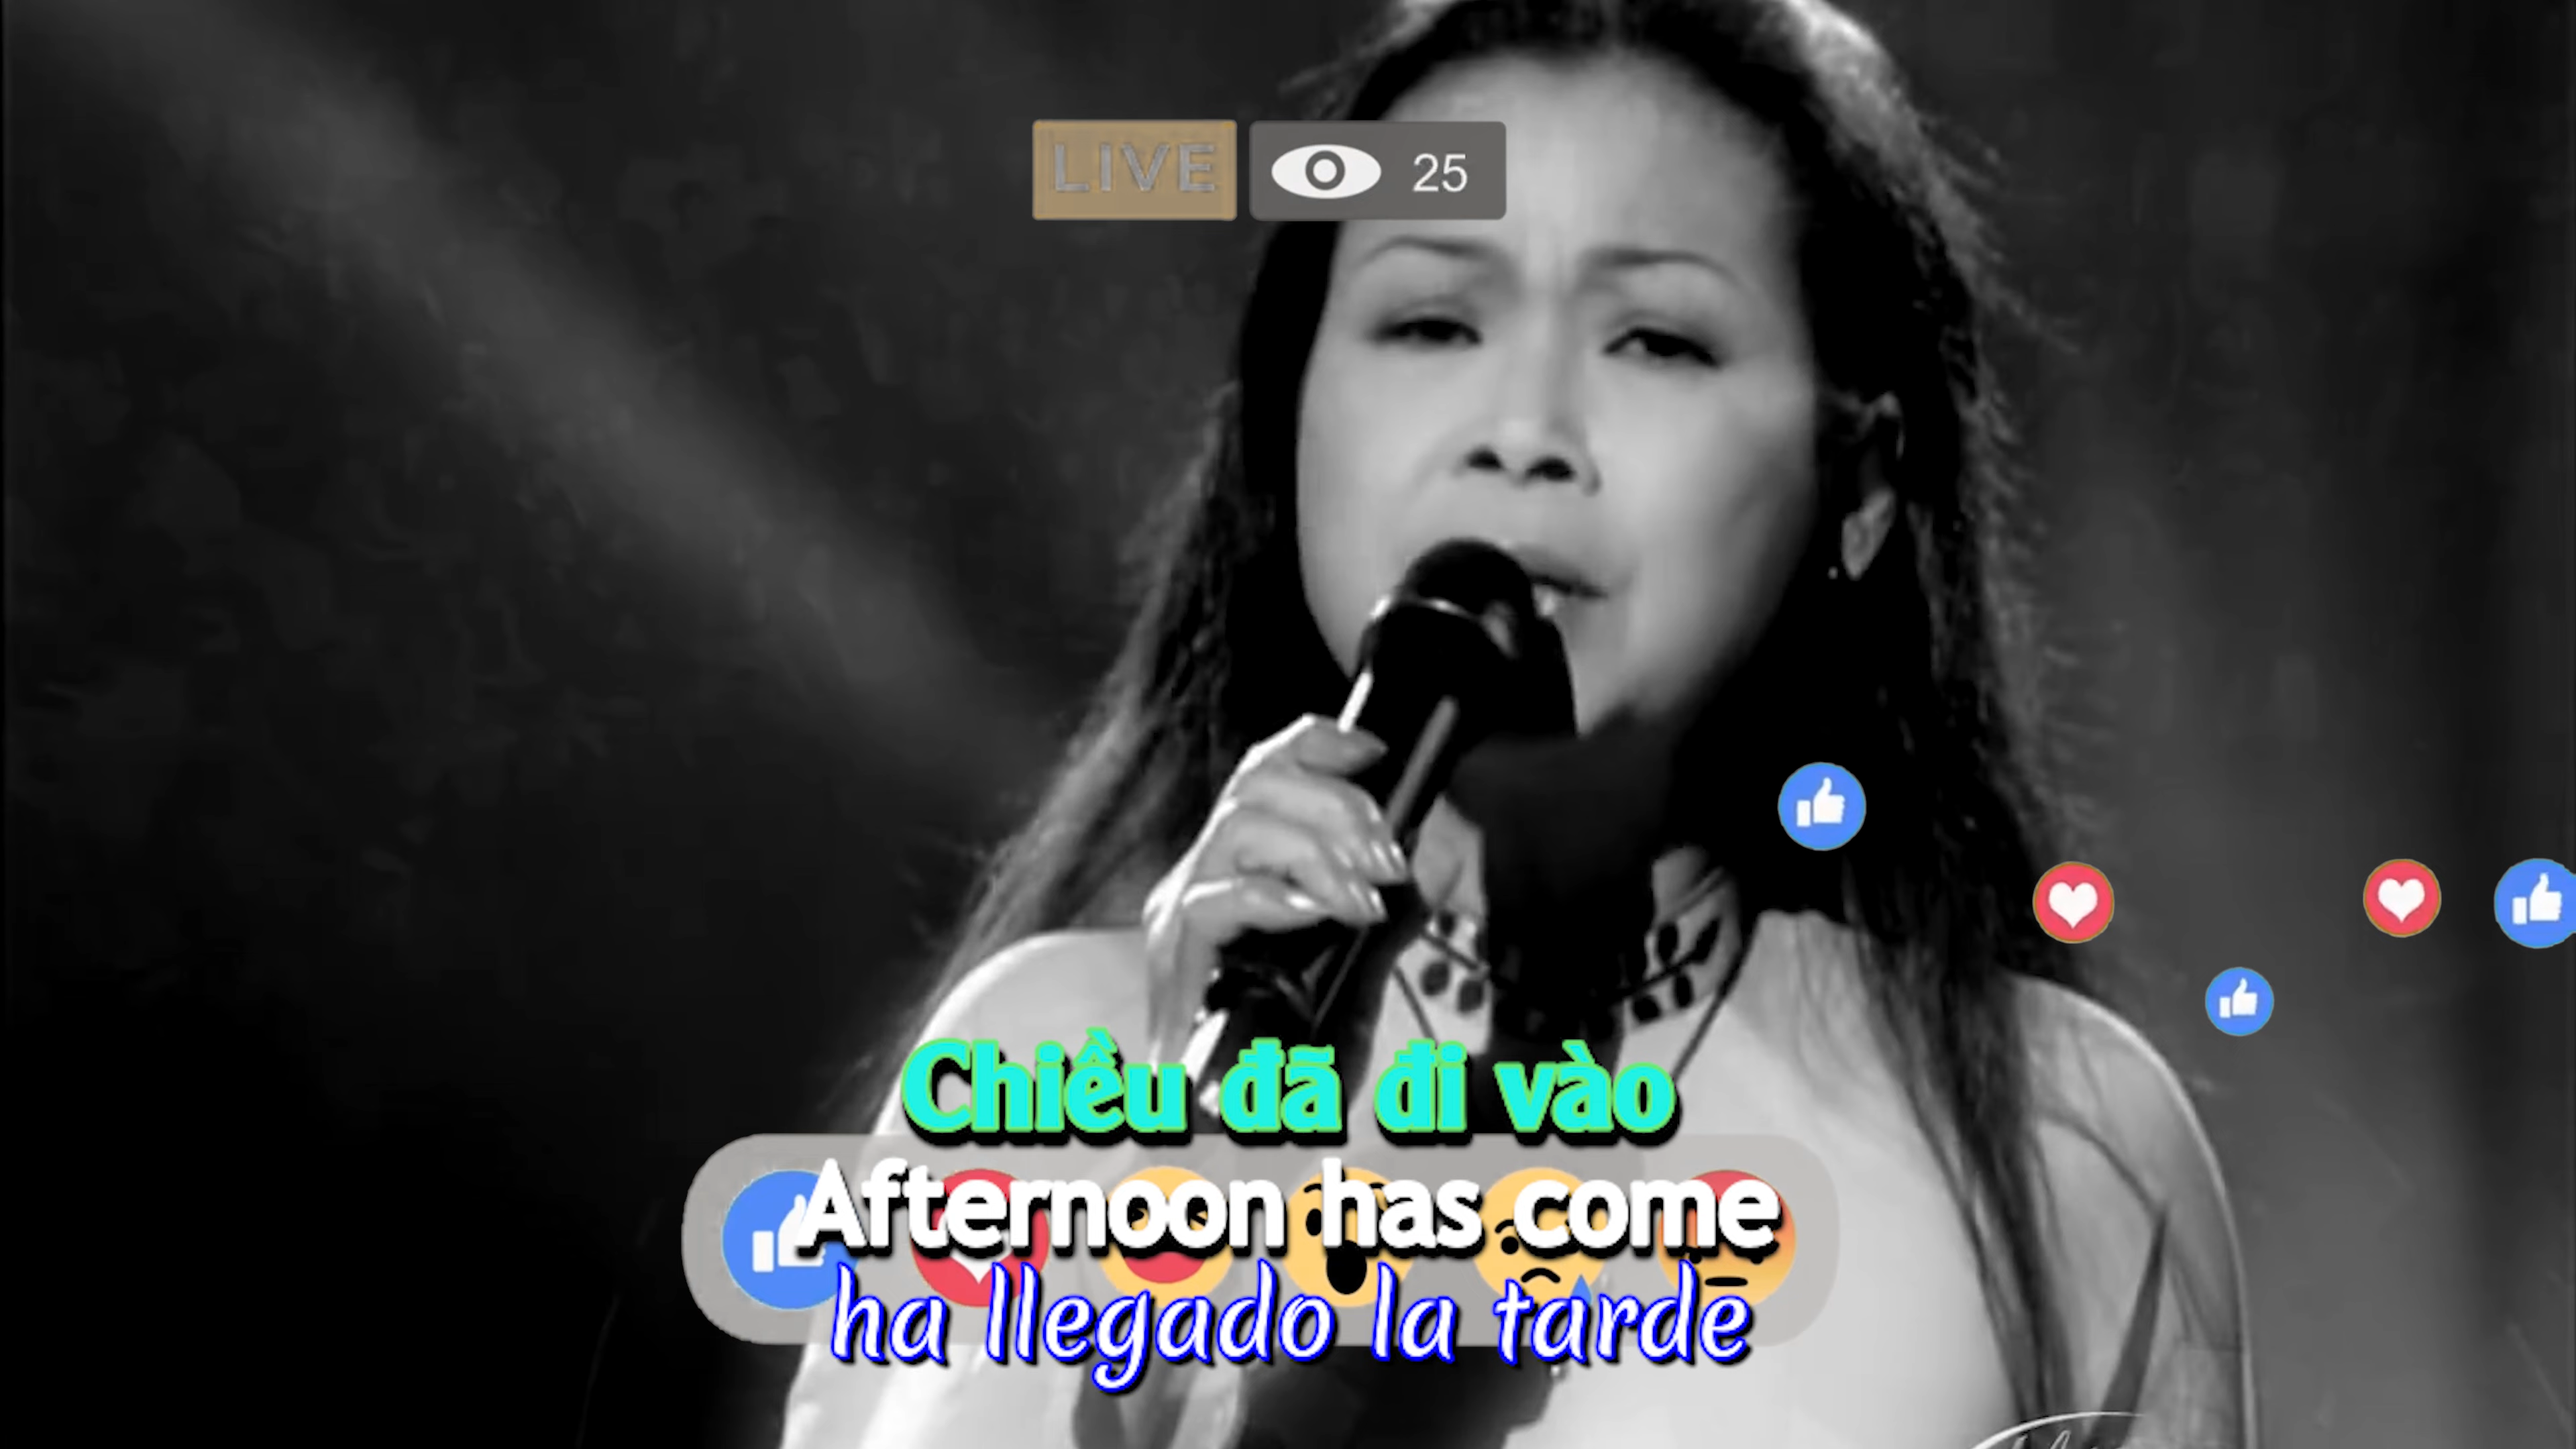 LIVE 25
Chiều đã đi vào
Afternoon has come
ha llegado la tarde